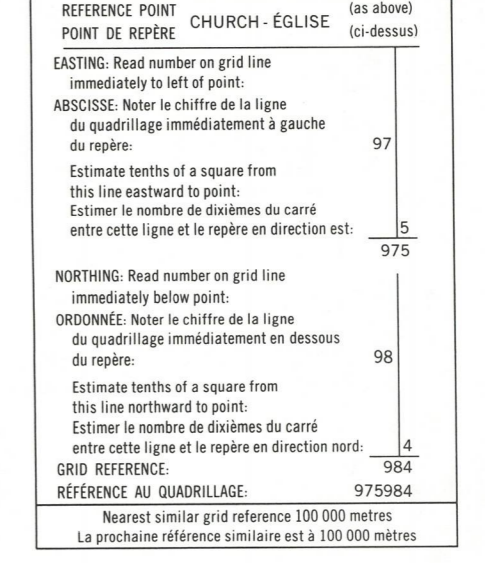 REFERENCE POINT CHURCH - ÉGLISE (as above)
POINT DE REPÈRE (ci-dessus)
EASTING: Read number on grid line
immediately to left of point:
ABSCISSE: Noter le chiffre de la ligne
du quadrillage immédiatement à gauche
du repère: 97
Estimate tenths of a square from
this line eastward to point:
Estimer le nombre de dixièmes du carré
entre cette ligne et le repère en direction est: 5
975
NORTHING: Read number on grid line
immediately below point:
ORDONNÉE: Noter le chiffre de la ligne
du quadrillage immédiatement en dessous
du repère: 98
Estimate tenths of a square from
this line northward to point:
Estimer le nombre de dixièmes du carré
entre cette ligne et le repère en direction nord: 4
GRID REFERENCE: 984
RÉFÉRENCE AU QUADRILLAGE: 975984
Nearest similar grid reference 100 000 metres
La prochaine référence similaire est à 100 000 mètres